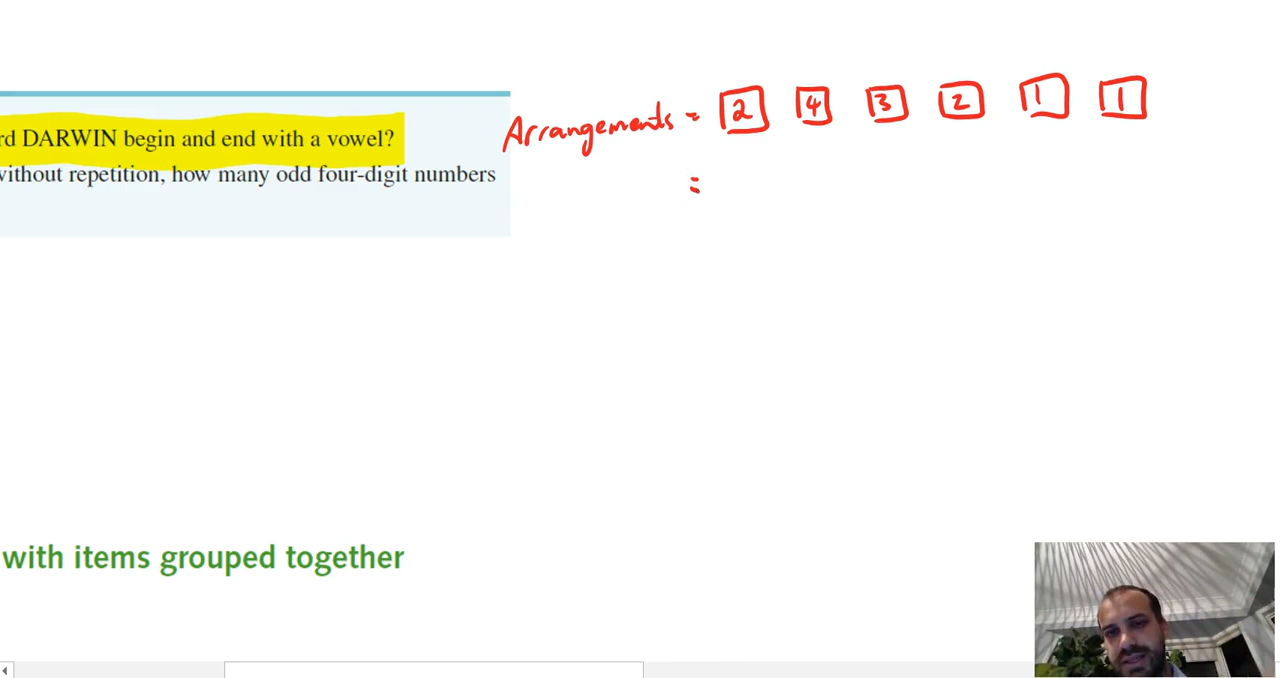 rd DARWIN begin and end with a vowel?
without repetition, how many odd four-digit numbers
Arrangements = 2 4 3 2 1 1
=
with items grouped together